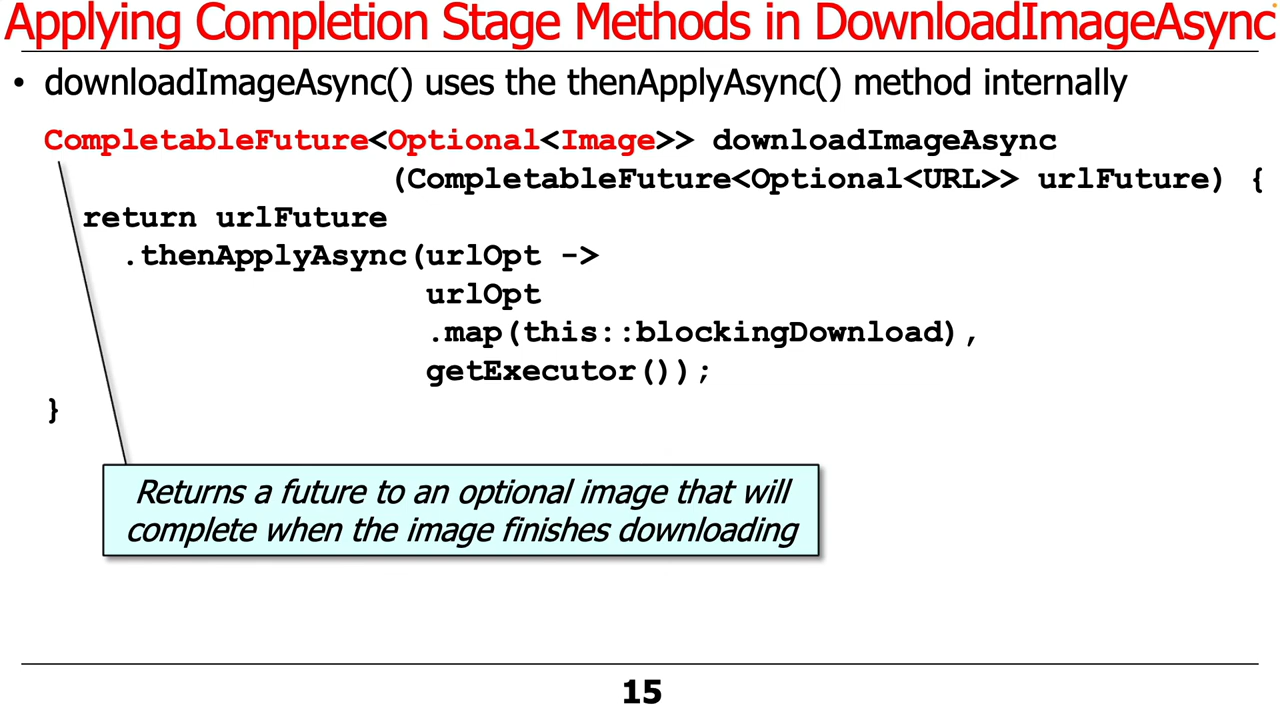 Applying Completion Stage Methods in DownloadImageAsync
• downloadImageAsync() uses the thenApplyAsync() method internally
CompletableFuture<Optional<Image>> downloadImageAsync
(CompletableFuture<Optional<URL>> urlFuture) {
return urlFuture
.thenApplyAsync(urlOpt ->
urlOpt
.map(this::blockingDownload),
getExecutor());
}
Returns a future to an optional image that will
complete when the image finishes downloading
15